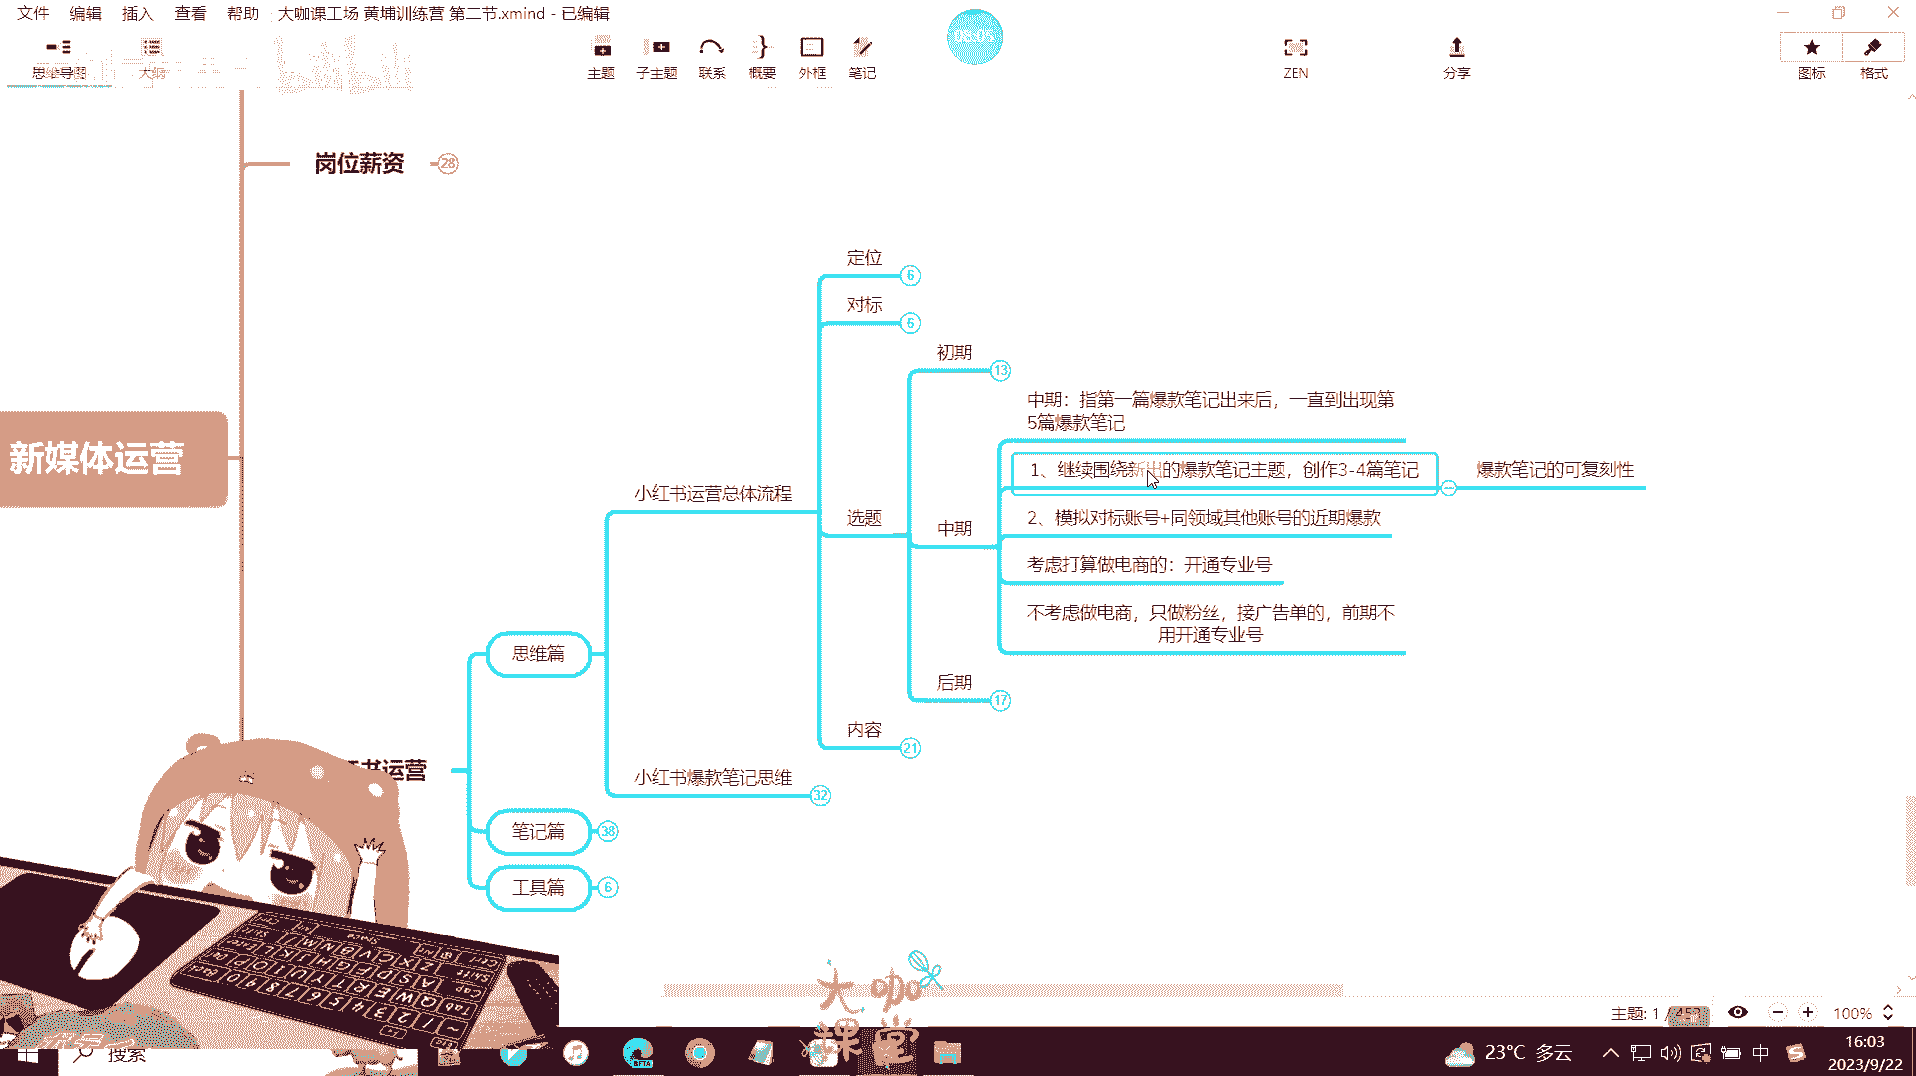 文件 编辑 插入 查看 帮助 大咖课工场 黄埔训练营 第二节.xmind - 已编辑
思维导图 大纲 主题 子主题 联系 概要 外框 笔记 ZEN 分享 图标 格式
岗位薪资 28
定位 6
对标 6
初期 13
中期：指第一篇爆款笔记出来后，一直到出现第
5篇爆款笔记
1、继续围绕新出的爆款笔记主题，创作3-4篇笔记
爆款笔记的可复刻性
新媒体运营
小红书运营总体流程
选题
中期
2、模拟对标账号+同领域其他账号的近期爆款
考虑打算做电商的：开通专业号
不考虑做电商，只做粉丝，接广告单的，前期不
用开通专业号
思维篇
后期 17
内容 21
书运营
小红书爆款笔记思维 32
笔记篇 38
工具篇 6
大咖
课堂
主题: 1 /
100%
搜索
BETA
23°C 多云
中
16:03
2023/9/22